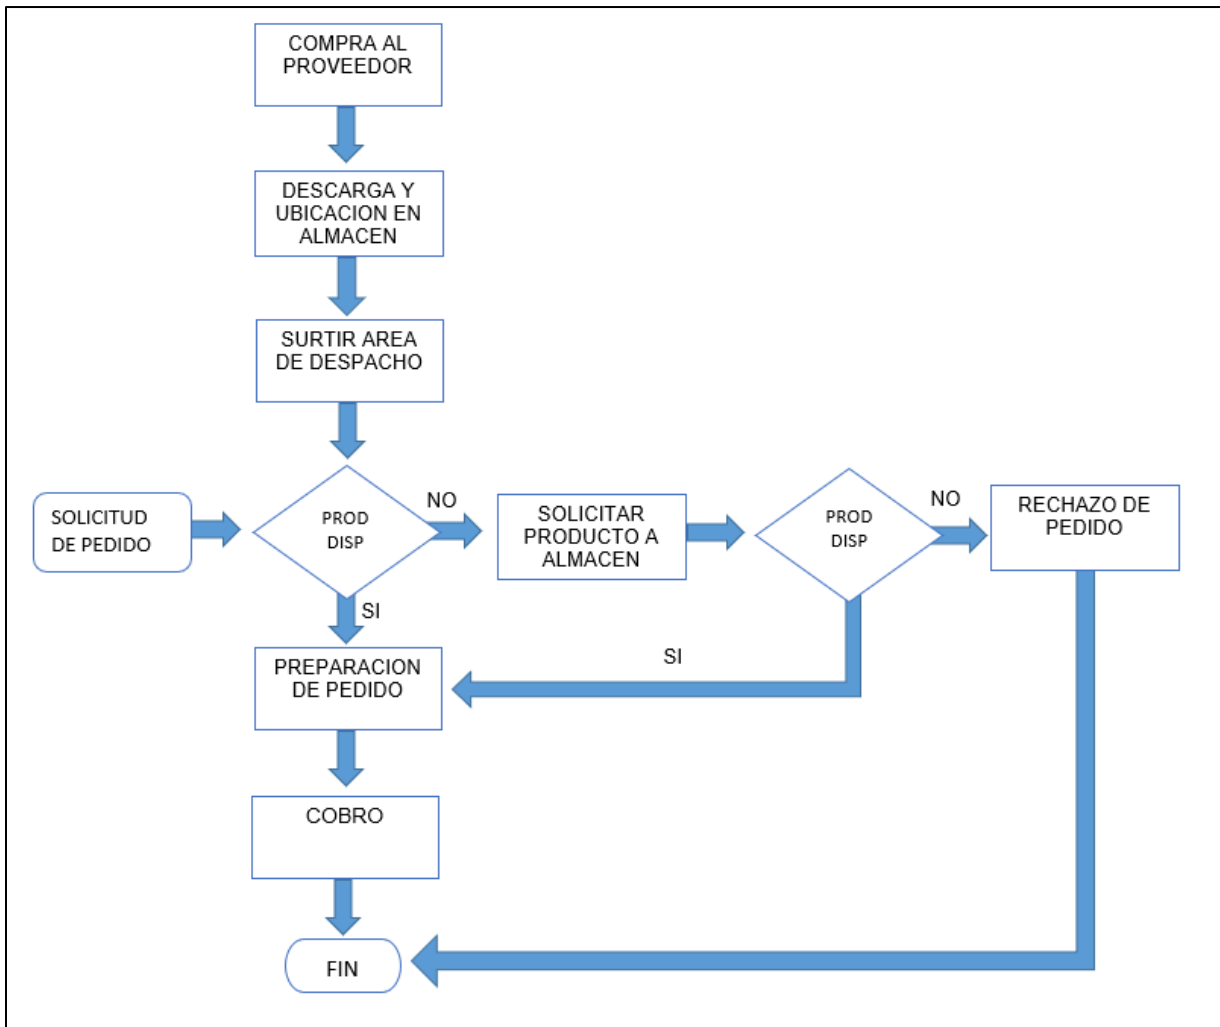 COMPRA AL
PROVEEDOR
DESCARGA Y
UBICACION EN
ALMACEN
SURTIR AREA
DE DESPACHO
SOLICITUD
DE PEDIDO
PROD
DISP
NO
SOLICITAR
PRODUCTO A
ALMACEN
PROD
DISP
NO
RECHAZO DE
PEDIDO
SI
SI
PREPARACION
DE PEDIDO
COBRO
FIN